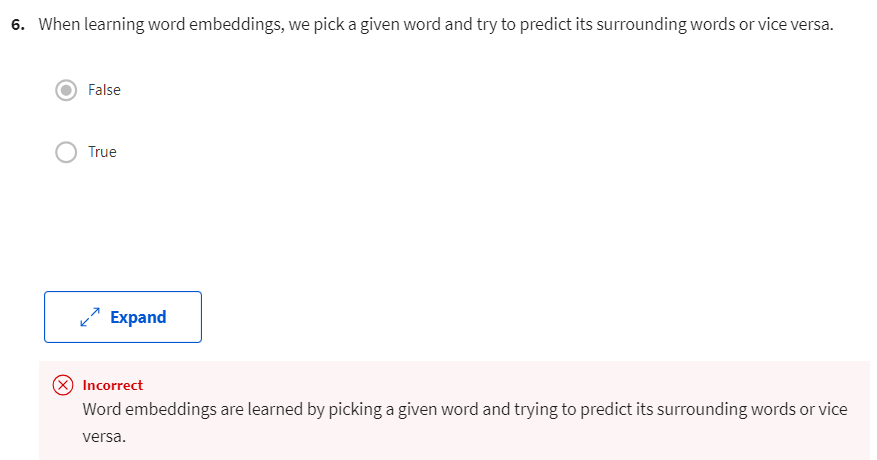 6. When learning word embeddings, we pick a given word and try to predict its surrounding words or vice versa.
False
True
Expand
Incorrect
Word embeddings are learned by picking a given word and trying to predict its surrounding words or vice
versa.